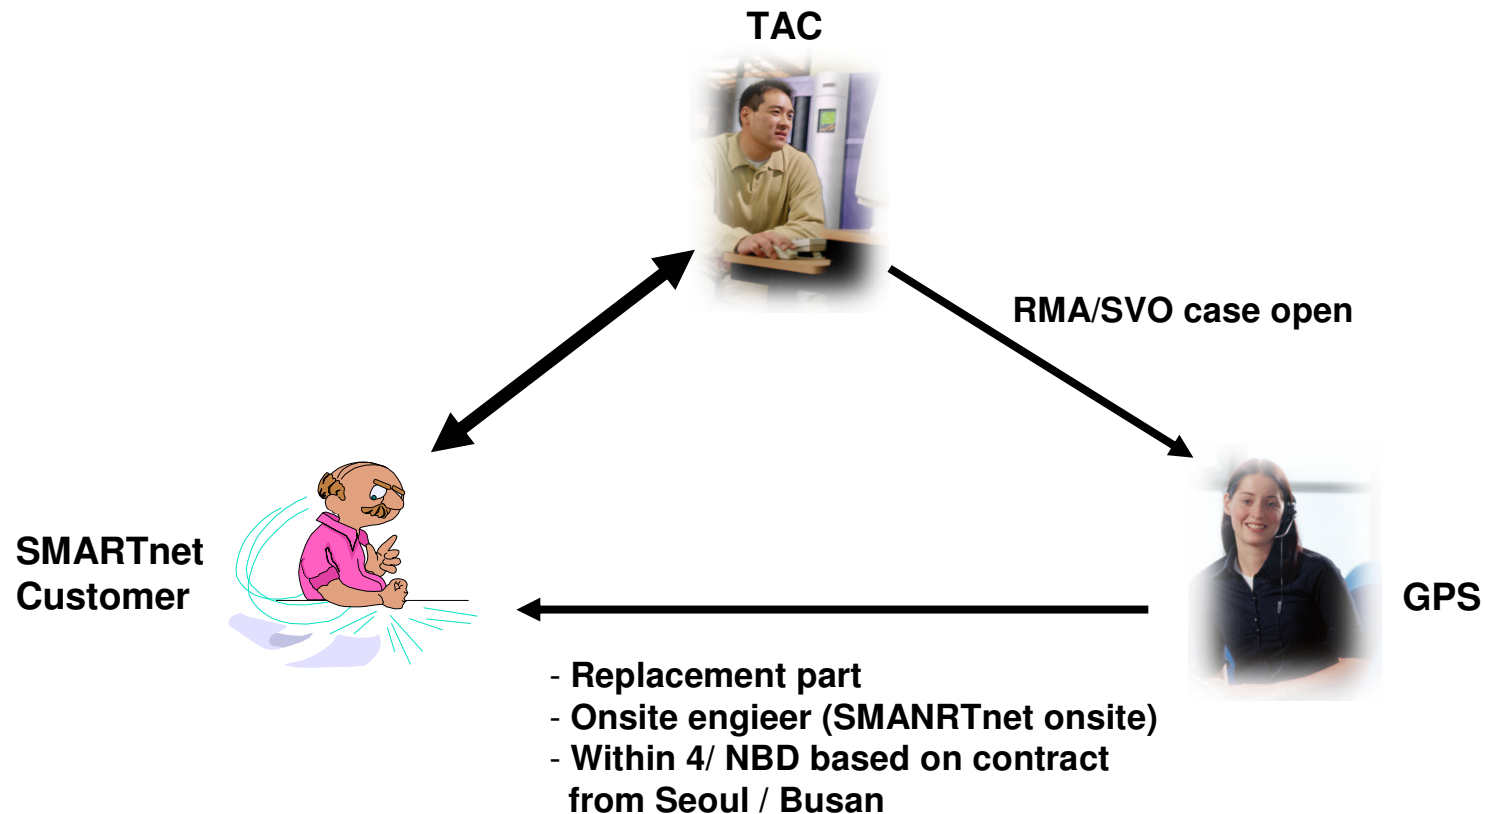 TAC
RMA/SVO case open
SMARTnet
Customer
GPS
- Replacement part
- Onsite engieer (SMANRTnet onsite)
- Within 4/ NBD based on contract
from Seoul / Busan